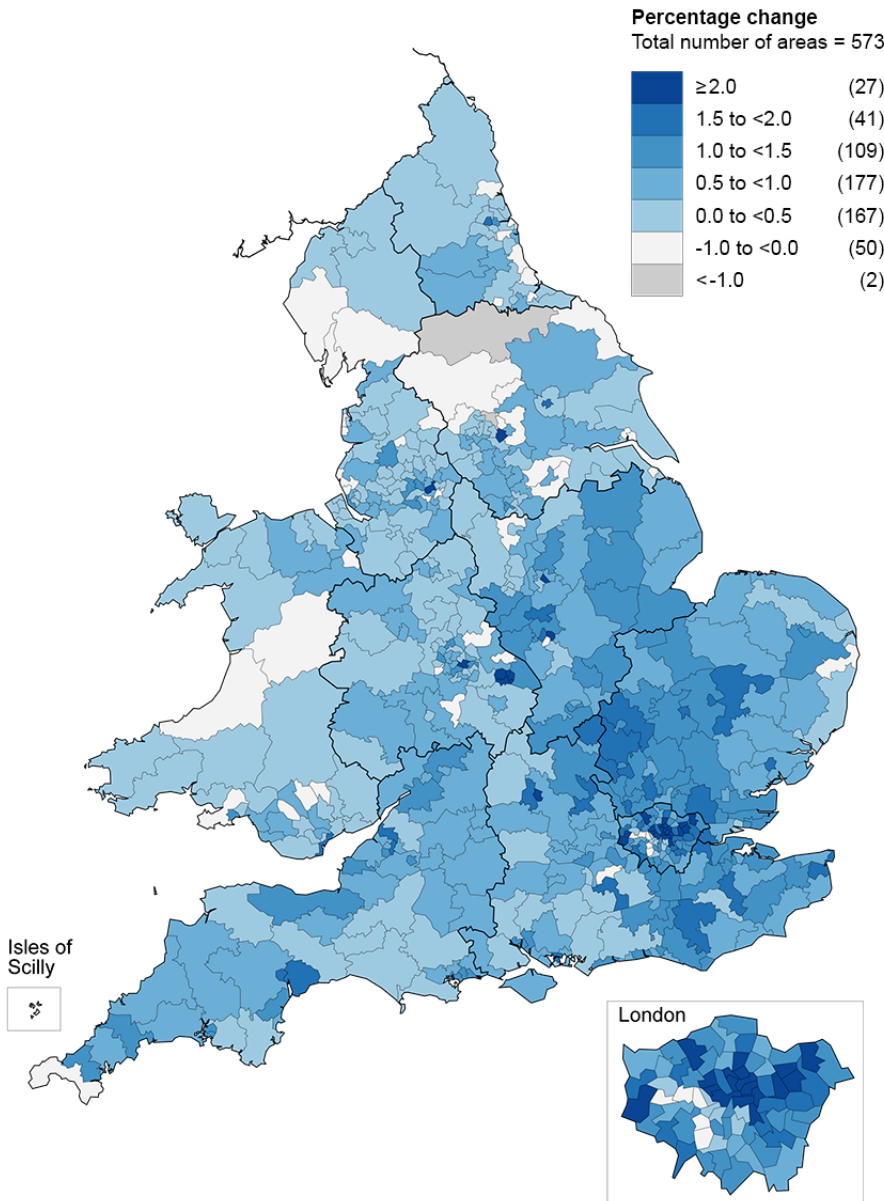 Percentage change
Total number of areas = 573
≥2.0 (27)
1.5 to <2.0 (41)
1.0 to <1.5 (109)
0.5 to <1.0 (177)
0.0 to <0.5 (167)
-1.0 to <0.0 (50)
<-1.0 (2)
Isles of
Scilly
London